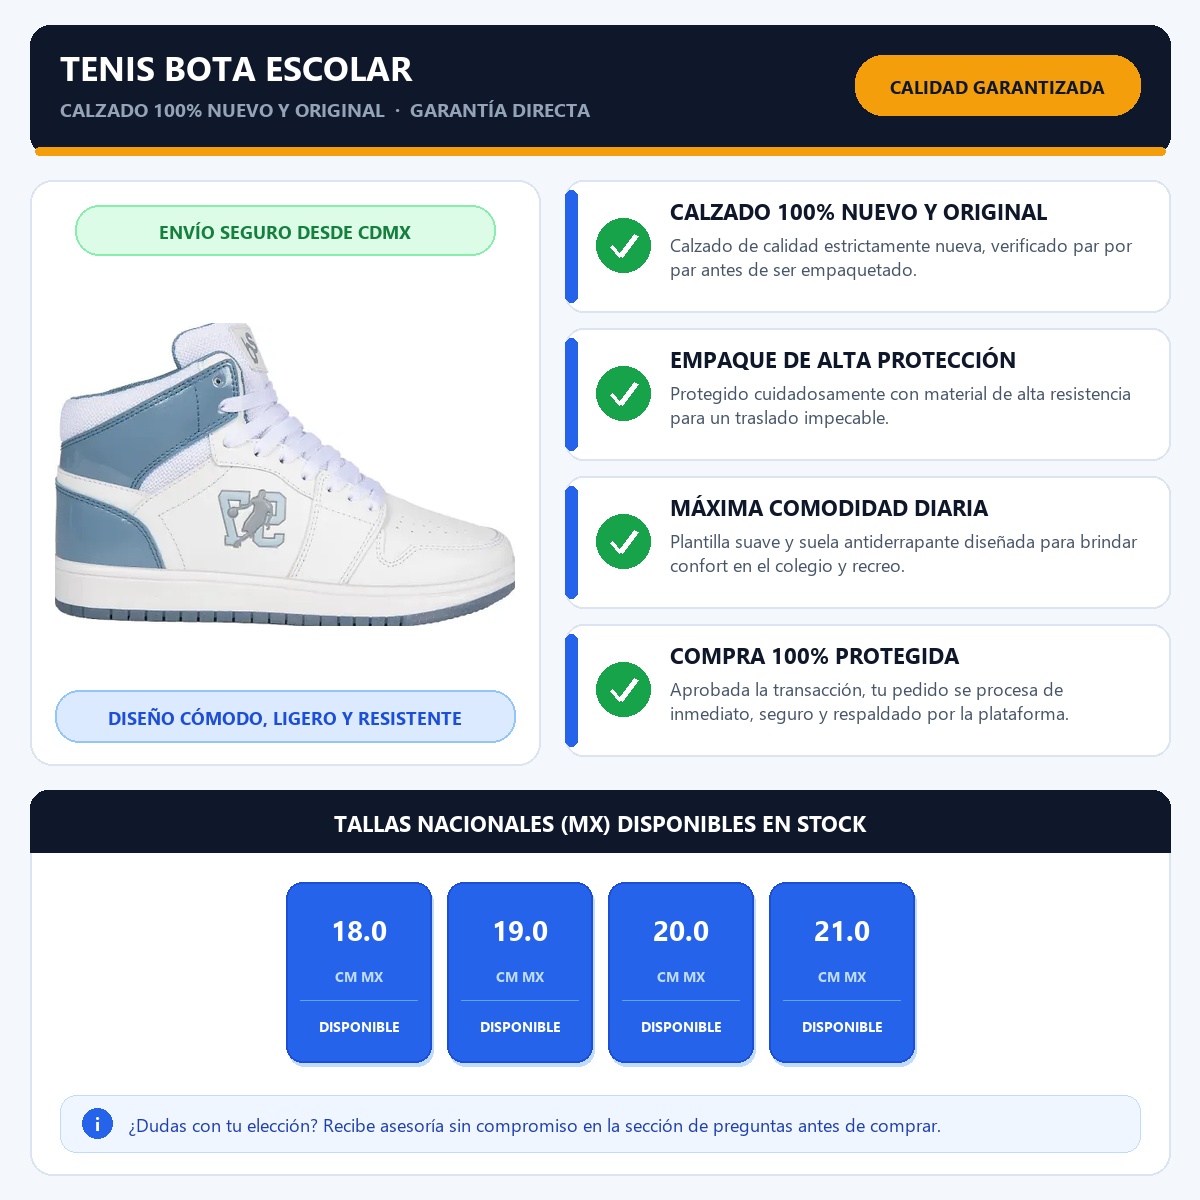 TENIS BOTA ESCOLAR
CALZADO 100% NUEVO Y ORIGINAL · GARANTÍA DIRECTA
CALIDAD GARANTIZADA
ENVÍO SEGURO DESDE CDMX
DISEÑO CÓMODO, LIGERO Y RESISTENTE
CALZADO 100% NUEVO Y ORIGINAL
Calzado de calidad estrictamente nueva, verificado par por
par antes de ser empaquetado.
EMPAQUE DE ALTA PROTECCIÓN
Protegido cuidadosamente con material de alta resistencia
para un traslado impecable.
MÁXIMA COMODIDAD DIARIA
Plantilla suave y suela antiderrapante diseñada para brindar
confort en el colegio y recreo.
COMPRA 100% PROTEGIDA
Aprobada la transacción, tu pedido se procesa de
inmediato, seguro y respaldado por la plataforma.
TALLAS NACIONALES (MX) DISPONIBLES EN STOCK
18.0
CM MX
DISPONIBLE
19.0
CM MX
DISPONIBLE
20.0
CM MX
DISPONIBLE
21.0
CM MX
DISPONIBLE
¿Dudas con tu elección? Recibe asesoría sin compromiso en la sección de preguntas antes de comprar.